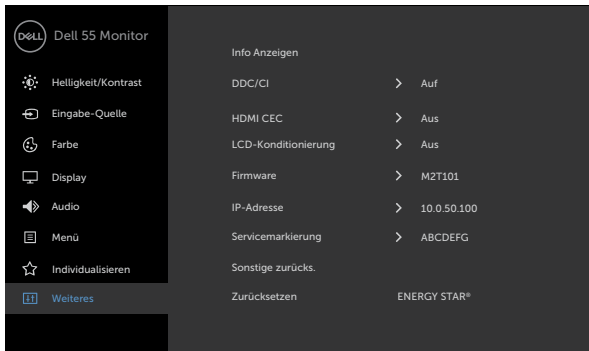 DELL Dell 55 Monitor
Helligkeit/Kontrast
Eingabe-Quelle
Farbe
Display
Audio
Menü
Individualisieren
Weiteres
Info Anzeigen
DDC/CI > Auf
HDMI CEC > Aus
LCD-Konditionierung > Aus
Firmware > M2T101
IP-Adresse > 10.0.50.100
Servicemarkierung > ABCDEFG
Sonstige zurücks.
Zurücksetzen ENERGY STAR®